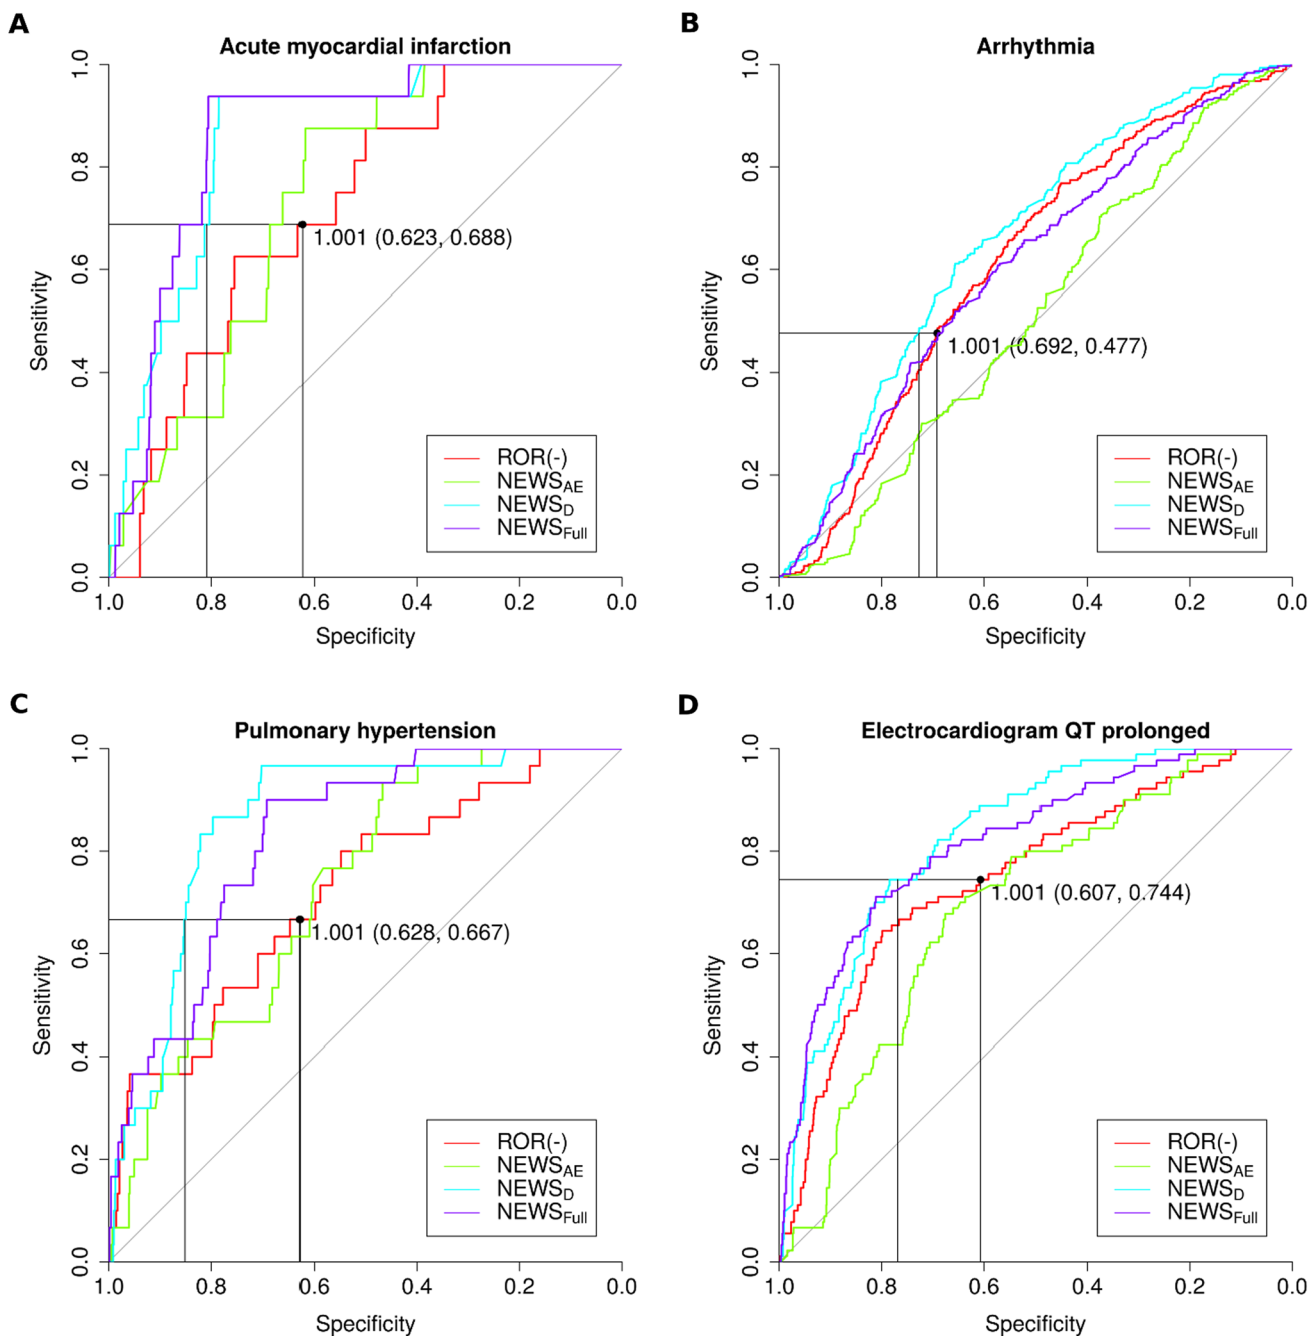 A
Acute myocardial infarction
1.0
0.8
0.6
0.4
0.2
0.0
Sensitivity
1.001 (0.623, 0.688)
ROR(-)
NEWSAE
NEWSD
NEWSFull
1.0 0.8 0.6 0.4 0.2 0.0
Specificity
B
Arrhythmia
1.0
0.8
0.6
0.4
0.2
0.0
Sensitivity
1.001 (0.692, 0.477)
ROR(-)
NEWSAE
NEWSD
NEWSFull
1.0 0.8 0.6 0.4 0.2 0.0
Specificity
C
Pulmonary hypertension
1.0
0.8
0.6
0.4
0.2
0.0
Sensitivity
1.001 (0.628, 0.667)
ROR(-)
NEWSAE
NEWSD
NEWSFull
1.0 0.8 0.6 0.4 0.2 0.0
Specificity
D
Electrocardiogram QT prolonged
1.0
0.8
0.6
0.4
0.2
0.0
Sensitivity
1.001 (0.607, 0.744)
ROR(-)
NEWSAE
NEWSD
NEWSFull
1.0 0.8 0.6 0.4 0.2 0.0
Specificity